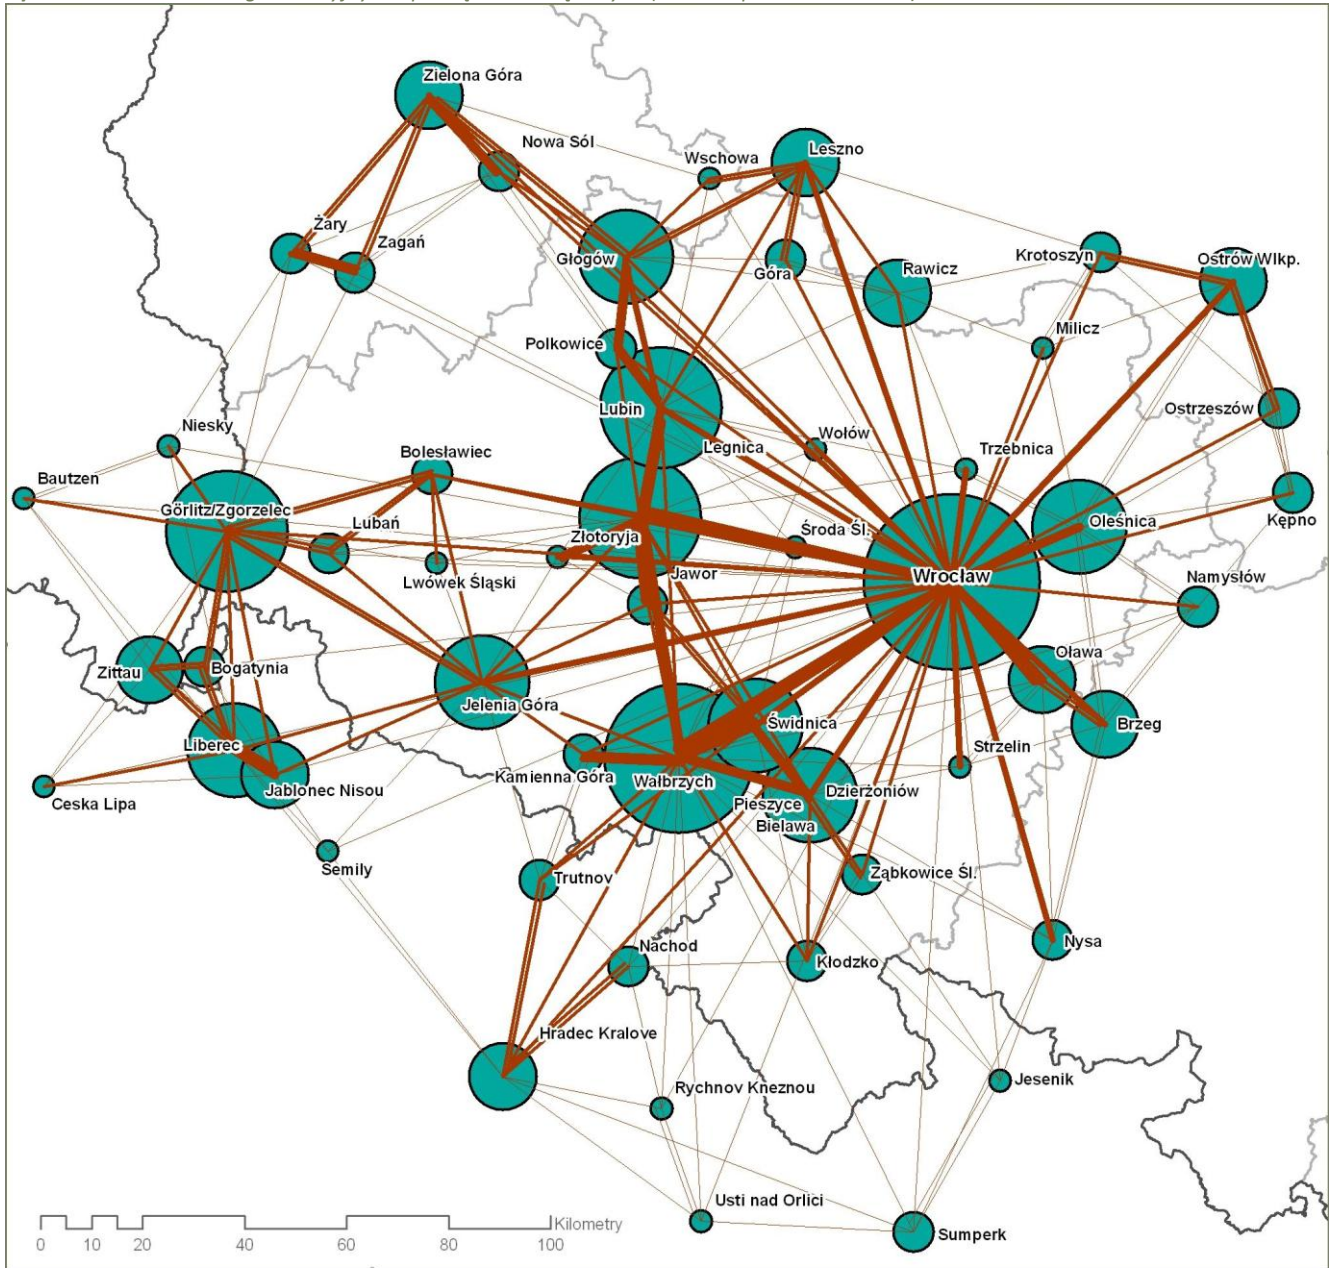 Zielona Góra
Nowa Sól
Wschowa
Leszno
Żary
Zagań
Głogów
Góra
Rawicz
Krotoszyn
Ostrów Wlkp.
Milicz
Polkowice
Lubin
Ostrzeszów
Niesky
Bolesławiec
Legnica
Wołów
Trzebnica
Bautzen
Görlitz/Zgorzelec
Lubań
Złotoryja
Środa Śl.
Oleśnica
Kępno
Lwówek Śląski
Jawor
Wrocław
Namysłów
Zittau
Bogatynia
Oława
Jelenia Góra
Liberec
Świdnica
Brzeg
Strzelin
Kamienna Góra
Wałbrzych
Jablonec Nisou
Dzierżoniów
Pieszyce
Bielawa
Ceska Lipa
Semily
Trutnov
Ząbkowice Śl.
Nachod
Kłodzko
Nysa
Hradec Kralove
Rychnov Kneznou
Jesenik
Usti nad Orlici
Sumperk
Kilometry
0 10 20 40 60 80 100